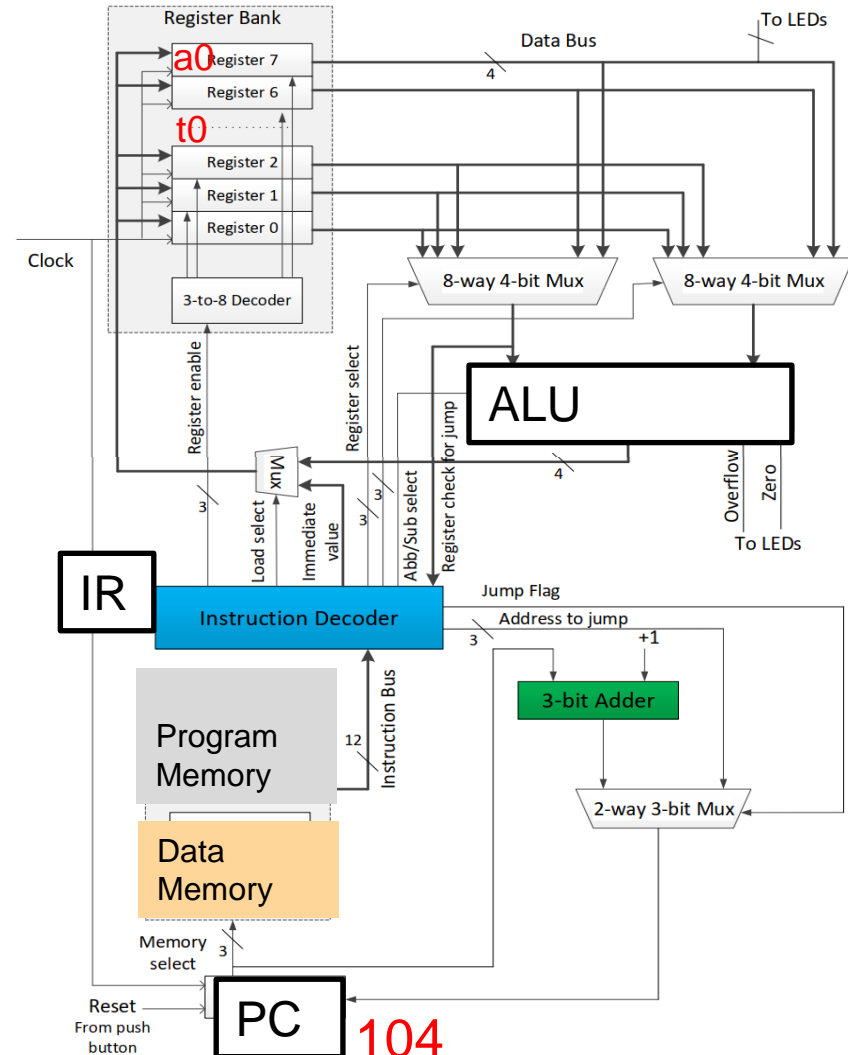 Register Bank
To LEDs
Data Bus
a0
Register 7
4
Register 6
t0
Register 2
Register 1
Register 0
Clock
8-way 4-bit Mux
8-way 4-bit Mux
3-to-8 Decoder
Register enable
Register select
ALU
Mux
4
3
3
3
Load select
Immediate
value
Abb/Sub select
Register check for jump
Overflow
Zero
To LEDs
IR
Instruction Decoder
Jump Flag
Address to jump
3
+1
3-bit Adder
Instruction Bus
12
Program
Memory
2-way 3-bit Mux
Data
Memory
Memory
select
3
Reset
From push
button
PC
104